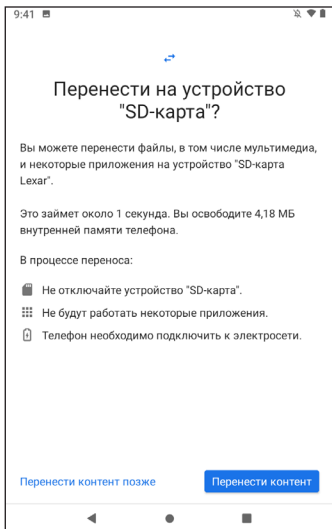 9:41
Перенести на устройство
"SD-карта"?
Вы можете перенести файлы, в том числе мультимедиа,
и некоторые приложения на устройство "SD-карта
Lexar".
Это займет около 1 секунда. Вы освободите 4,18 МБ
внутренней памяти телефона.
В процессе переноса:
Не отключайте устройство "SD-карта".
Не будут работать некоторые приложения.
Телефон необходимо подключить к электросети.
Перенести контент позже
Перенести контент